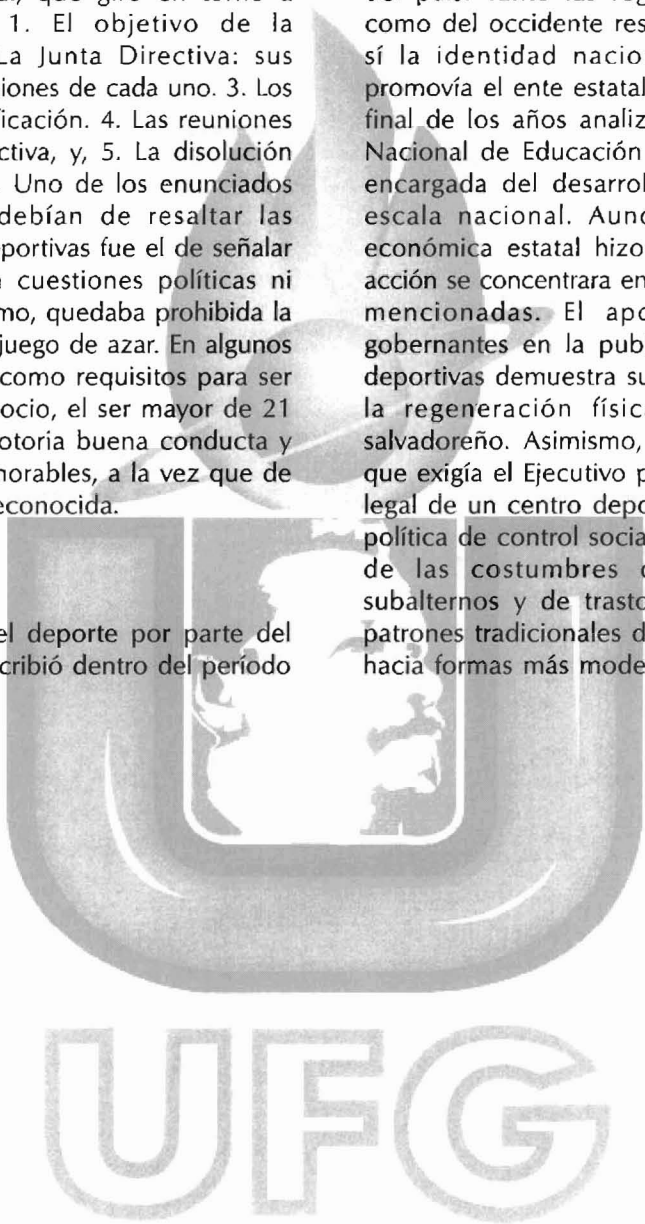 1. El objetivo de la
La Junta Directiva: sus
iones de cada uno. 3. Los
ficación. 4. Las reuniones
ctiva, y, 5. La disolución
Uno de los enunciados
debían de resaltar las
eportivas fue el de señalar
cuestiones políticas ni
mo, quedaba prohibida la
juego de azar. En algunos
como requisitos para ser
ocio, el ser mayor de 21
otoria buena conducta y
norables, a la vez que de
econocida.
el deporte por parte del
cribió dentro del período
como del occidente res
sí la identidad nacio
promovía el ente estatal
final de los años analiz
Nacional de Educación
encargada del desarrol
escala nacional. Aunc
económica estatal hizo
acción se concentrara en
mencionadas. El apo
gobernantes en la pub
deportivas demuestra su
la regeneración físic
salvadoreño. Asimismo,
que exigía el Ejecutivo p
legal de un centro depo
política de control socia
de las costumbres d
subalternos y de trasto
patrones tradicionales d
hacia formas más mode
UFG